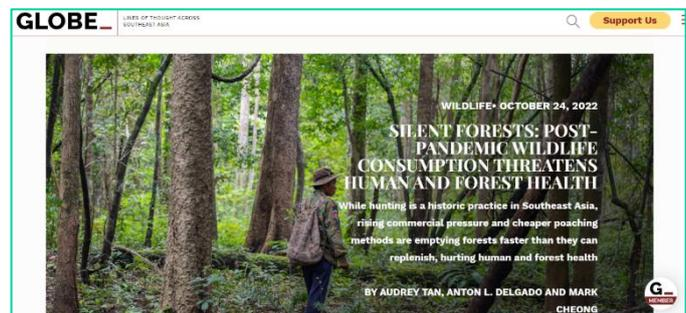 GLOBE_
LINES OF THOUGHT ACROSS
SOUTHEAST ASIA
Support Us
WILDLIFE• OCTOBER 24, 2022
SILENT FORESTS: POST-
PANDEMIC WILDLIFE
CONSUMPTION THREATENS
HUMAN AND FOREST HEALTH
While hunting is a historic practice in Southeast Asia,
rising commercial pressure and cheaper poaching
methods are emptying forests faster than they can
replenish, hurting human and forest health
BY AUDREY TAN, ANTON L. DELGADO AND MARK
CHEONG
G_
MEMBER